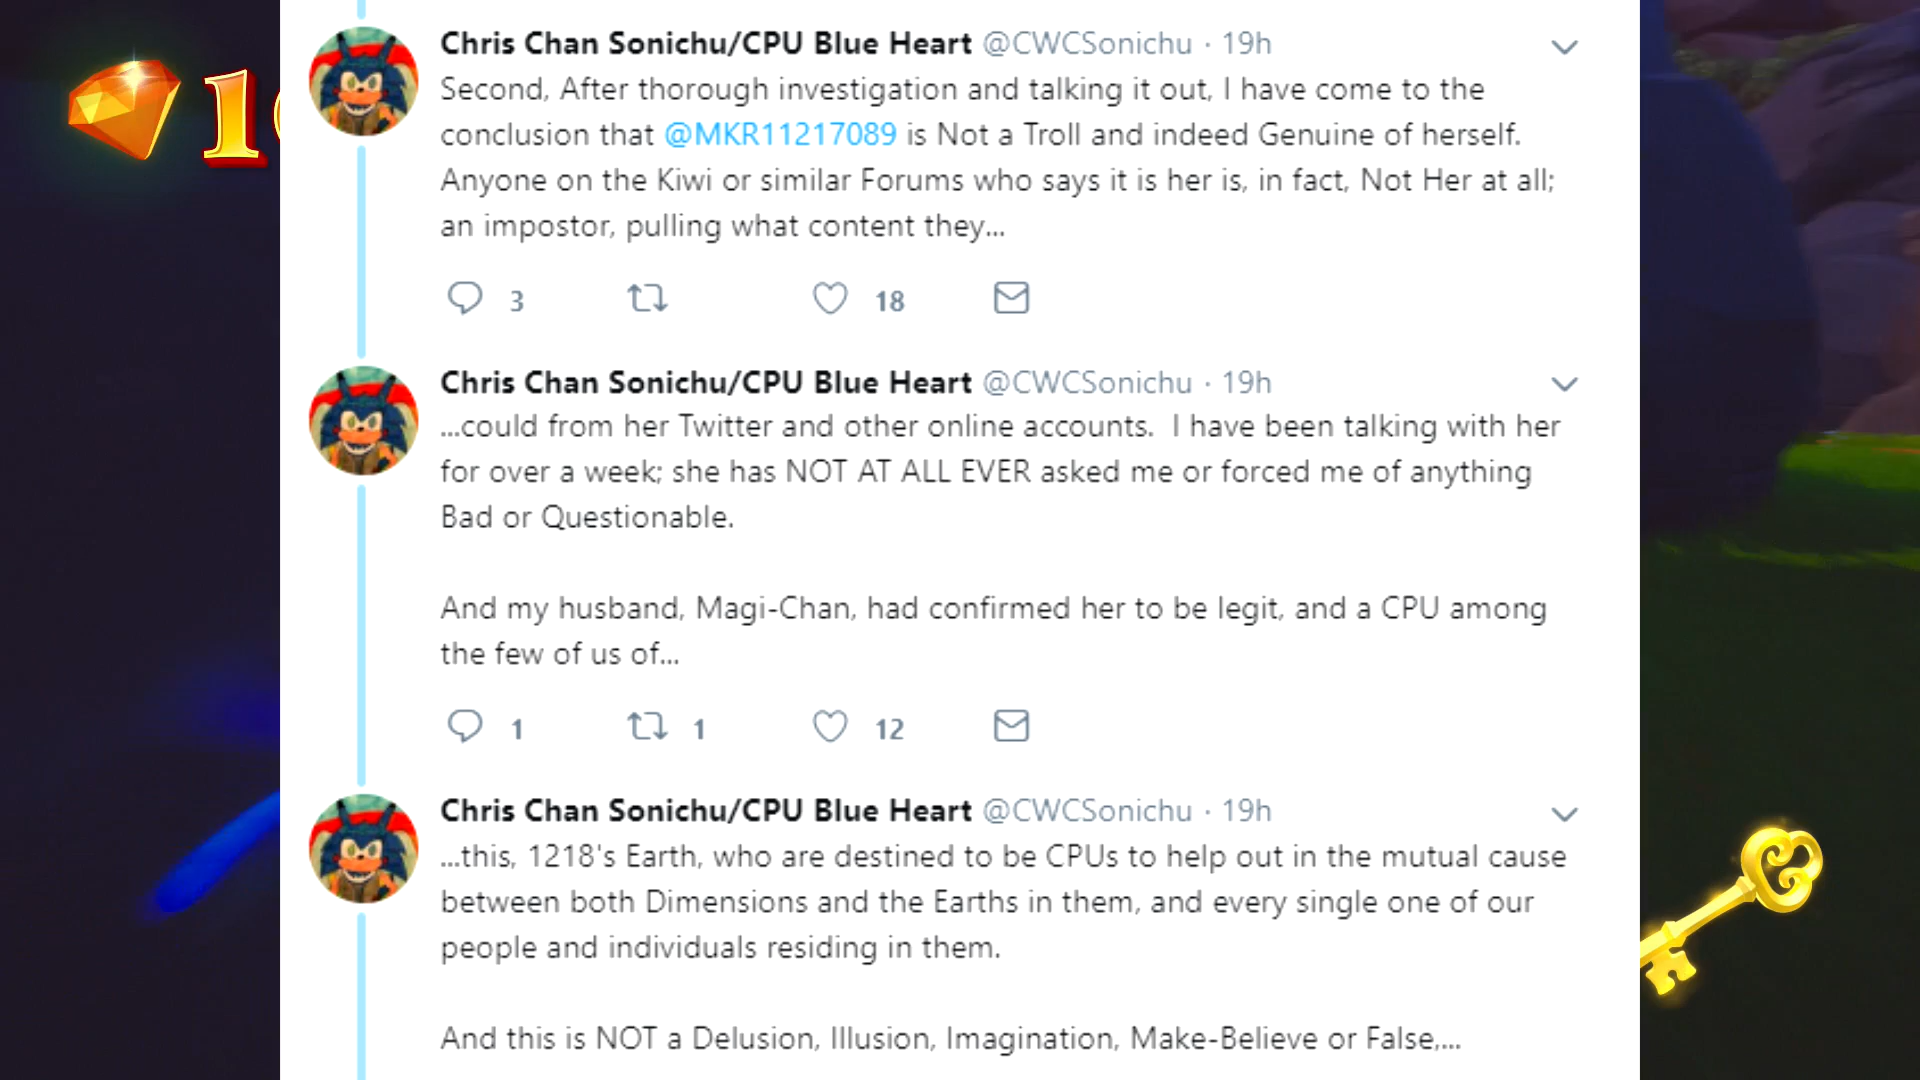 Chris Chan Sonichu/CPU Blue Heart @CWCSonichu · 19h
Second, After thorough investigation and talking it out, I have come to the
conclusion that @MKR11217089 is Not a Troll and indeed Genuine of herself.
Anyone on the Kiwi or similar Forums who says it is her is, in fact, Not Her at all;
an impostor, pulling what content they...
3 18
Chris Chan Sonichu/CPU Blue Heart @CWCSonichu · 19h
...could from her Twitter and other online accounts.  I have been talking with her
for over a week; she has NOT AT ALL EVER asked me or forced me of anything
Bad or Questionable.
And my husband, Magi-Chan, had confirmed her to be legit, and a CPU among
the few of us of...
1 1 12
Chris Chan Sonichu/CPU Blue Heart @CWCSonichu · 19h
...this, 1218's Earth, who are destined to be CPUs to help out in the mutual cause
between both Dimensions and the Earths in them, and every single one of our
people and individuals residing in them.
And this is NOT a Delusion, Illusion, Imagination, Make-Believe or False,...